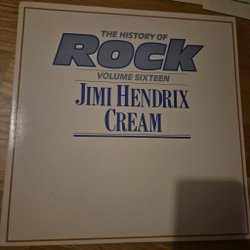 THE HISTORY OF
ROCK
VOLUME SIXTEEN
JIMI HENDRIX
CREAM